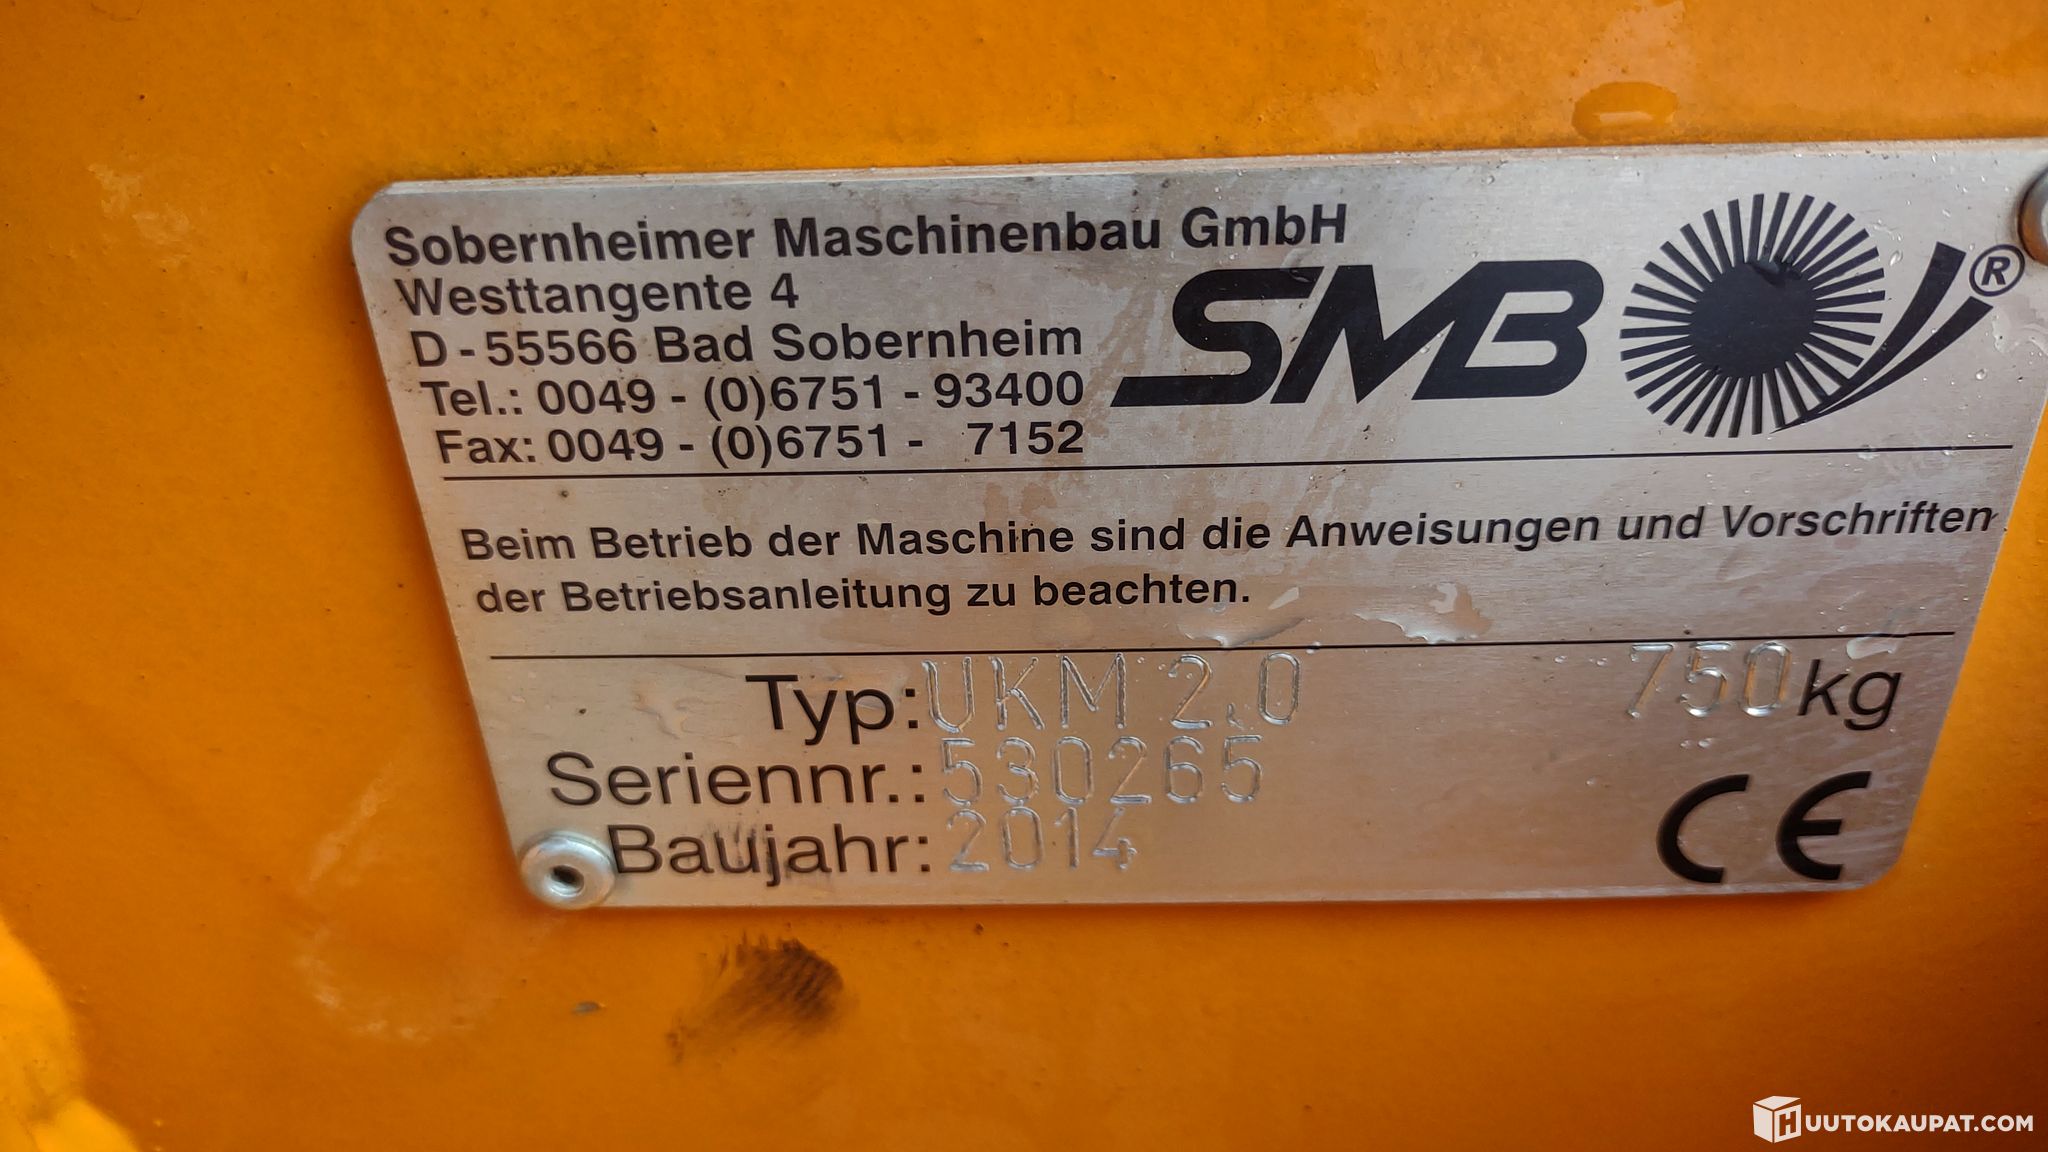 Sobernheimer Maschinenbau GmbH
Westtangente 4
D - 55566 Bad Sobernheim
Tel.: 0049 - (0)6751 - 93400
Fax: 0049 - (0)6751 - 7152
SMB ®
Beim Betrieb der Maschine sind die Anweisungen und Vorschriften
der Betriebsanleitung zu beachten.
Typ: UKM 2.0 750 kg
Seriennr.: 530265
Baujahr: 2014
CE
HUUTOKAUPAT.COM